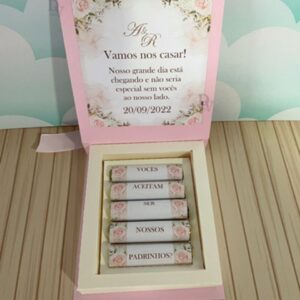 A&R
Vamos nos casar!
Nosso grande dia está
chegando e não seria
especial sem vocês
ao nosso lado.
20/09/2022
VOCÊS
ACEITAM
SER
NOSSOS
PADRINHOS?